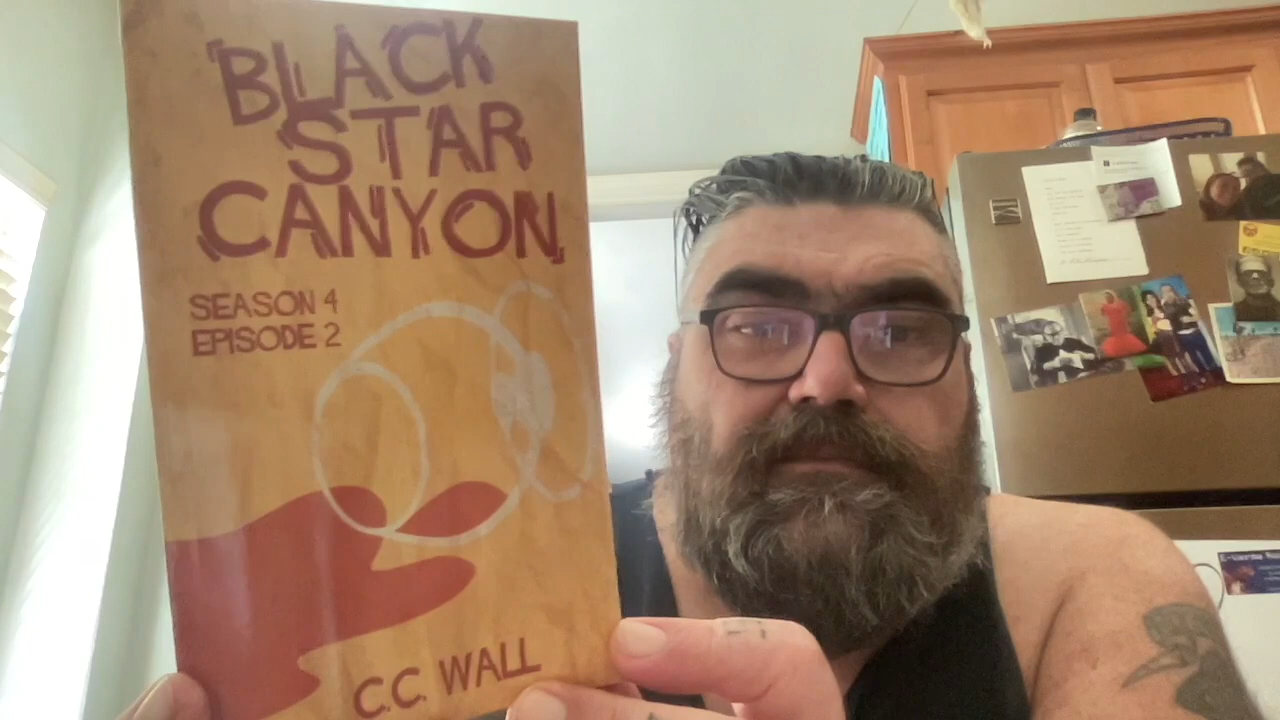 BLACK
STAR
CANYON
SEASON 4
EPISODE 2
C.C. WALL